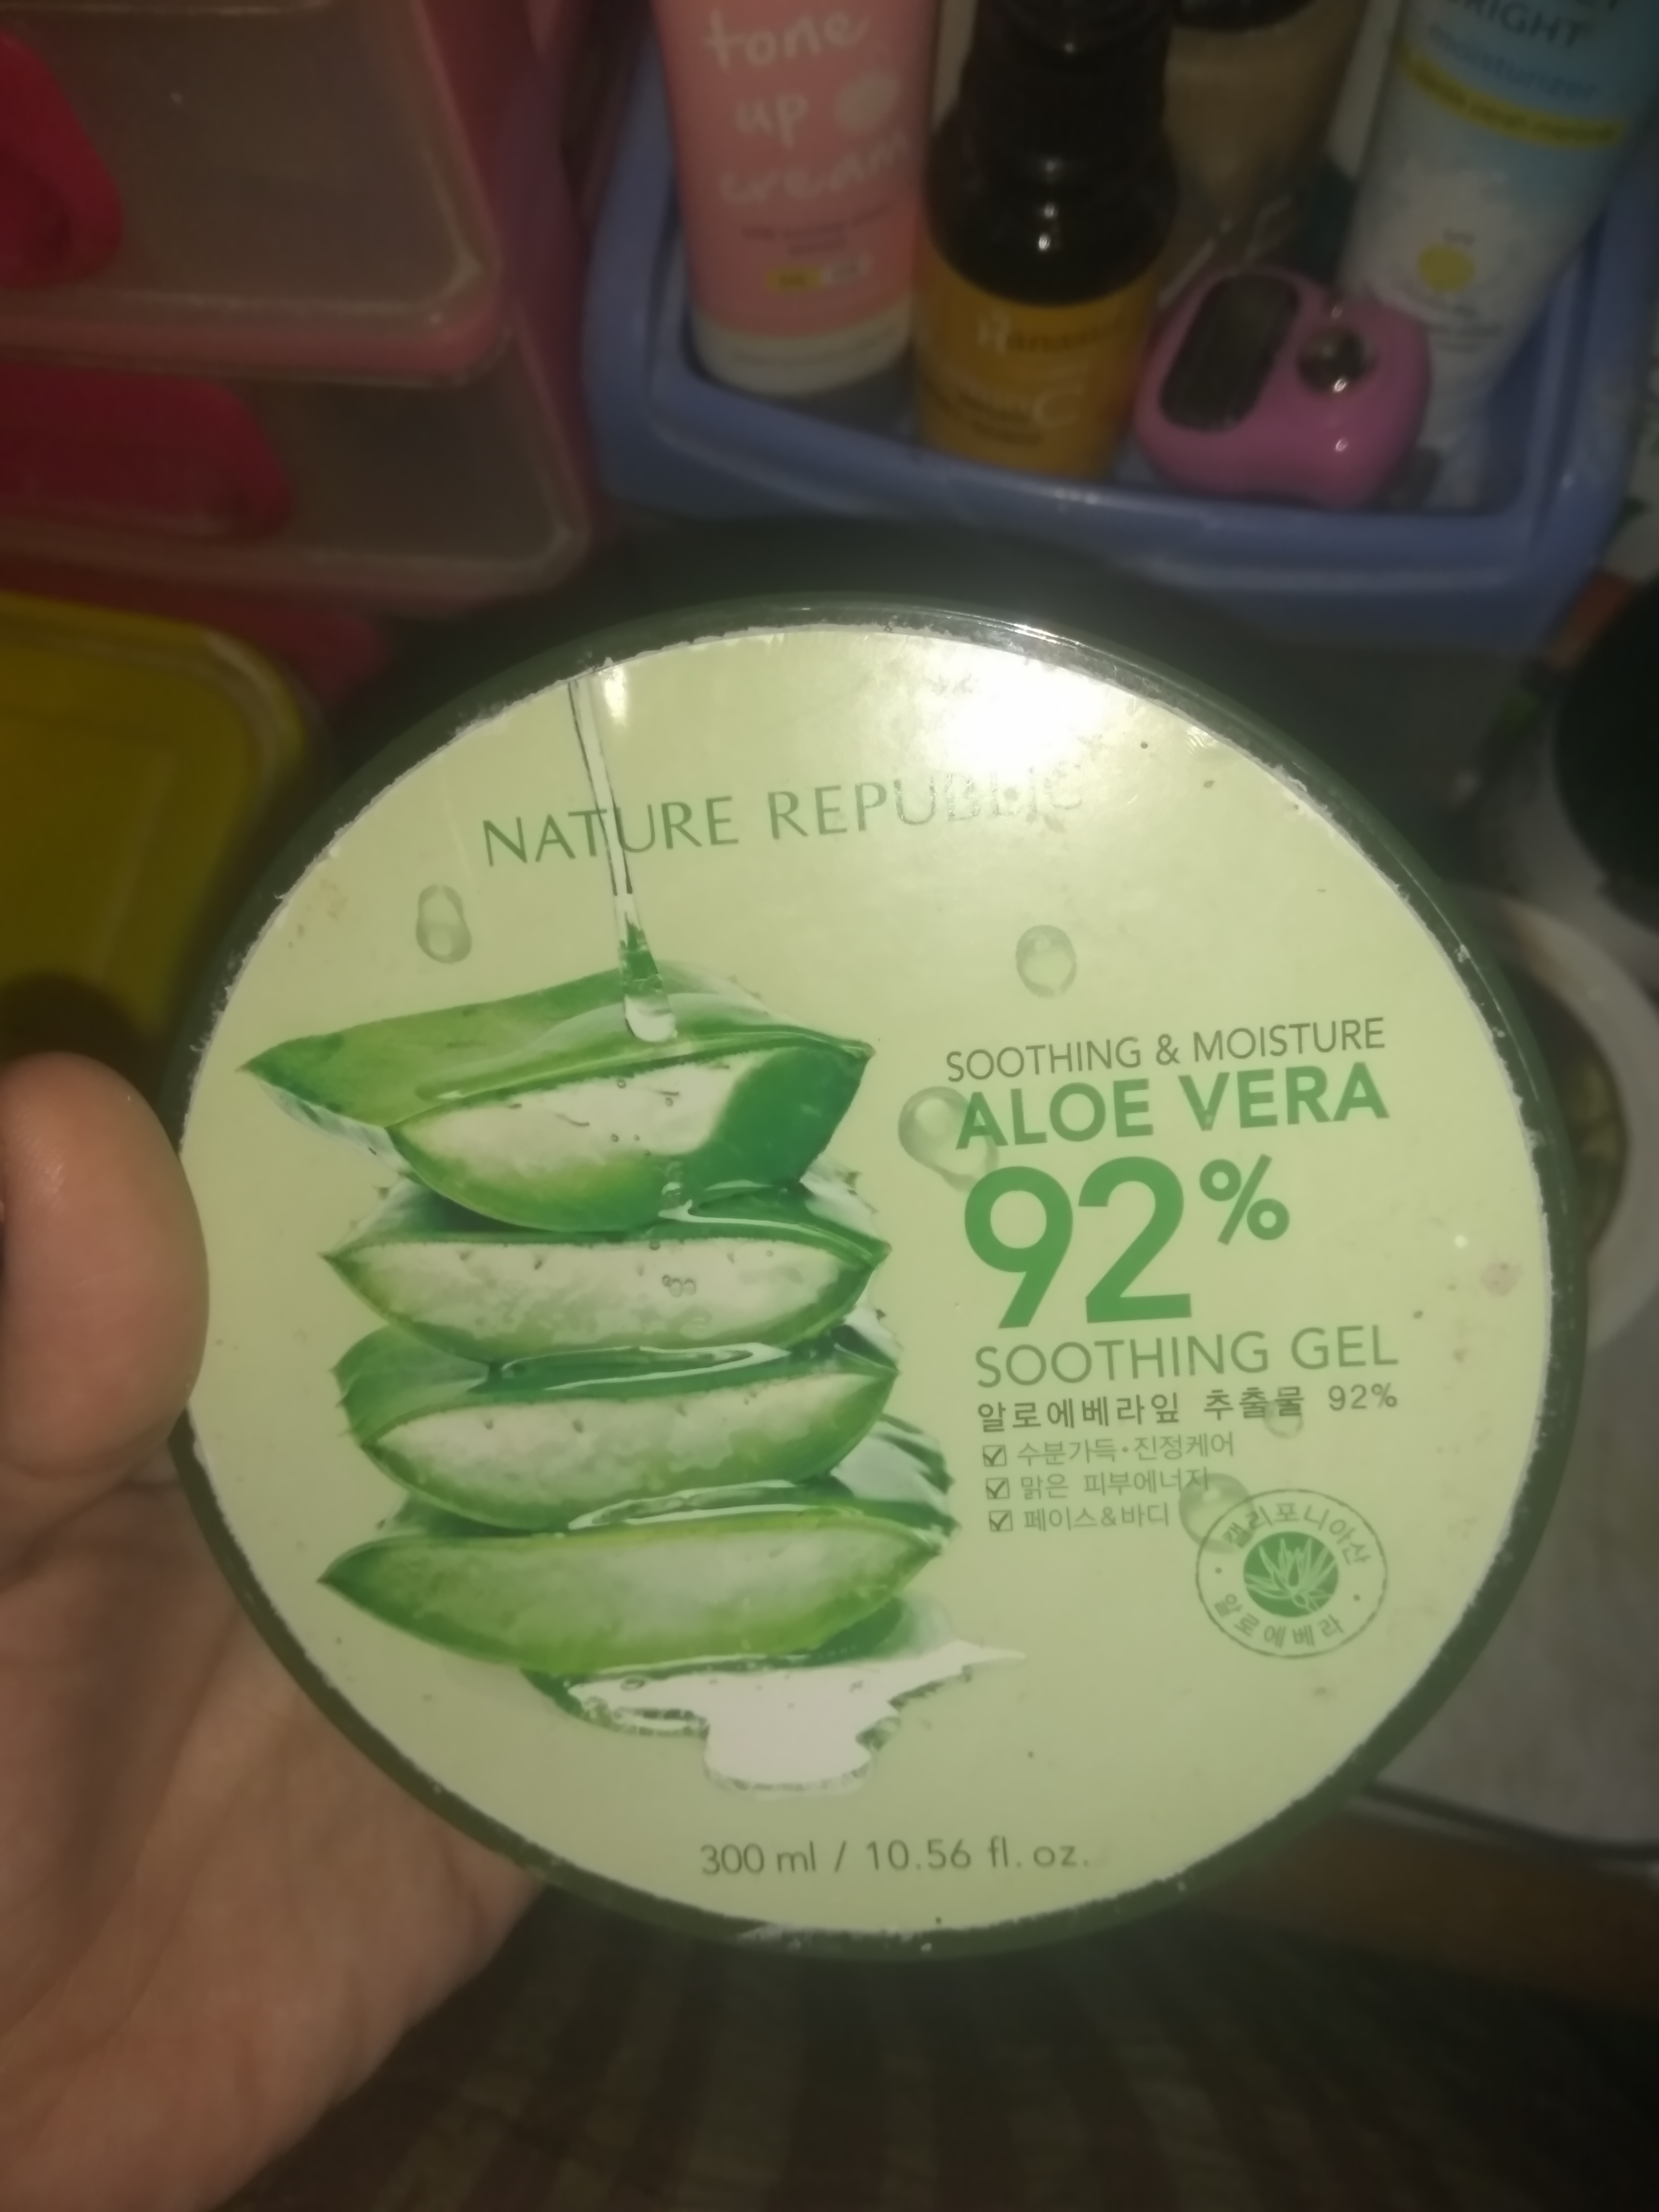 tone
up
cream
BRIGHT
moisturizer
NATURE REPUBLIC
SOOTHING & MOISTURE
ALOE VERA
92%
SOOTHING GEL
알로에베라잎 추출물 92%
☑ 수분가득·진정케어
☑ 맑은 피부에너지
☑ 페이스&바디
캘리포니아산
알로에베라
300 ml / 10.56 fl. oz.